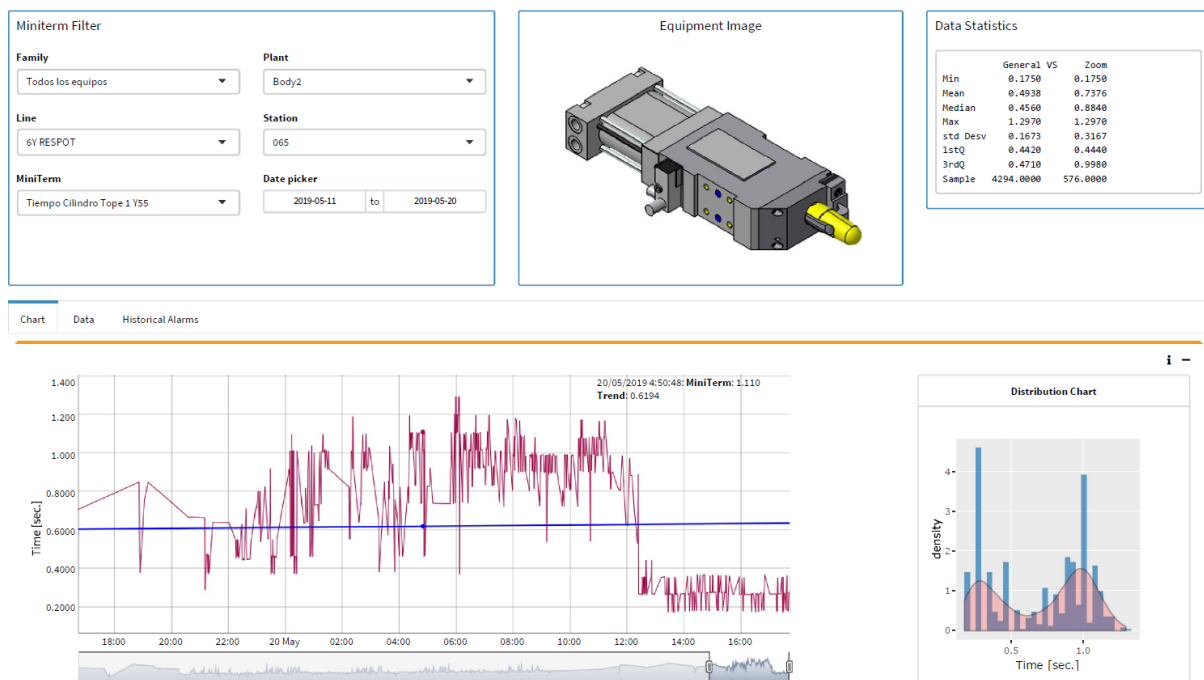 Miniterm Filter
Family
Plant
Todos los equipos
Body2
Line
Station
6Y RESPOT
065
MiniTerm
Date picker
Tiempo Cilindro Tope 1 Y55
2019-05-11 to 2019-05-20
Equipment Image
Data Statistics
General VS Zoom
Min 0.1750 0.1750
Mean 0.4938 0.7376
Median 0.4560 0.8840
Max 1.2970 1.2970
std Desv 0.1673 0.3167
1stQ 0.4420 0.4440
3rdQ 0.4710 0.9980
Sample 4294.0000 576.0000
Chart Data Historical Alarms
20/05/2019 4:50:48: MiniTerm: 1.110
Trend: 0.6194
Time [sec.]
1.400
1.200
1.000
0.8000
0.6000
0.4000
0.2000
18:00 20:00 22:00 20 May 02:00 04:00 06:00 08:00 10:00 12:00 14:00 16:00
i
Distribution Chart
density
4
3
2
1
0
0.5 1.0
Time [sec.]